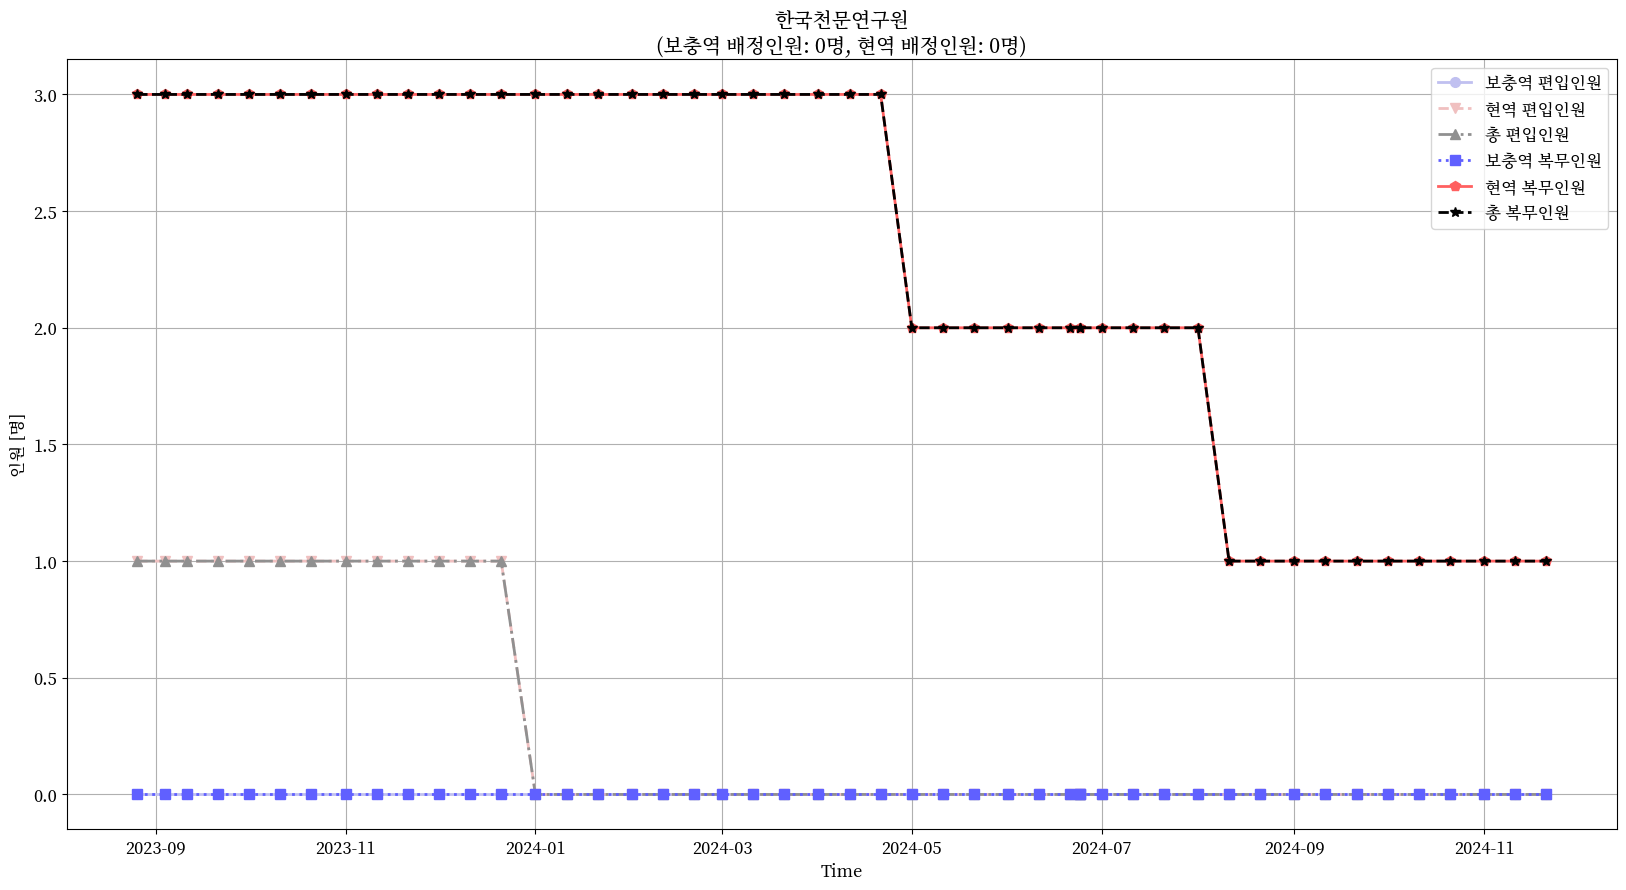 한국천문연구원
(보충역 배정인원: 0명, 현역 배정인원: 0명)
보충역 편입인원
현역 편입인원
총 편입인원
보충역 복무인원
현역 복무인원
총 복무인원
인원 [명]
3.0
2.5
2.0
1.5
1.0
0.5
0.0
2023-09
2023-11
2024-01
2024-03
2024-05
2024-07
2024-09
2024-11
Time